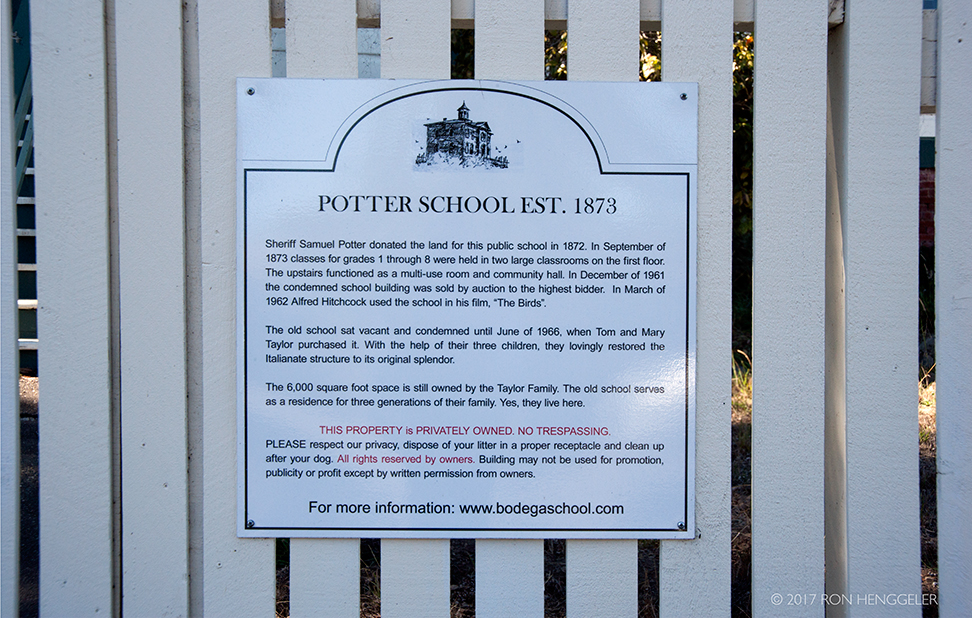 POTTER SCHOOL EST. 1873
Sheriff Samuel Potter donated the land for this public school in 1872. In September of
1873 classes for grades 1 through 8 were held in two large classrooms on the first floor.
The upstairs functioned as a multi-use room and community hall. In December of 1961
the condemned school building was sold by auction to the highest bidder. In March of
1962 Alfred Hitchcock used the school in his film, “The Birds”.
The old school sat vacant and condemned until June of 1966, when Tom and Mary
Taylor purchased it. With the help of their three children, they lovingly restored the
Italianate structure to its original splendor.
The 6,000 square foot space is still owned by the Taylor Family. The old school serves
as a residence for three generations of their family. Yes, they live here.
THIS PROPERTY is PRIVATELY OWNED. NO TRESPASSING.
PLEASE respect our privacy, dispose of your litter in a proper receptacle and clean up
after your dog. All rights reserved by owners. Building may not be used for promotion,
publicity or profit except by written permission from owners.
For more information: www.bodegaschool.com
© 2017 RON HENGGELER